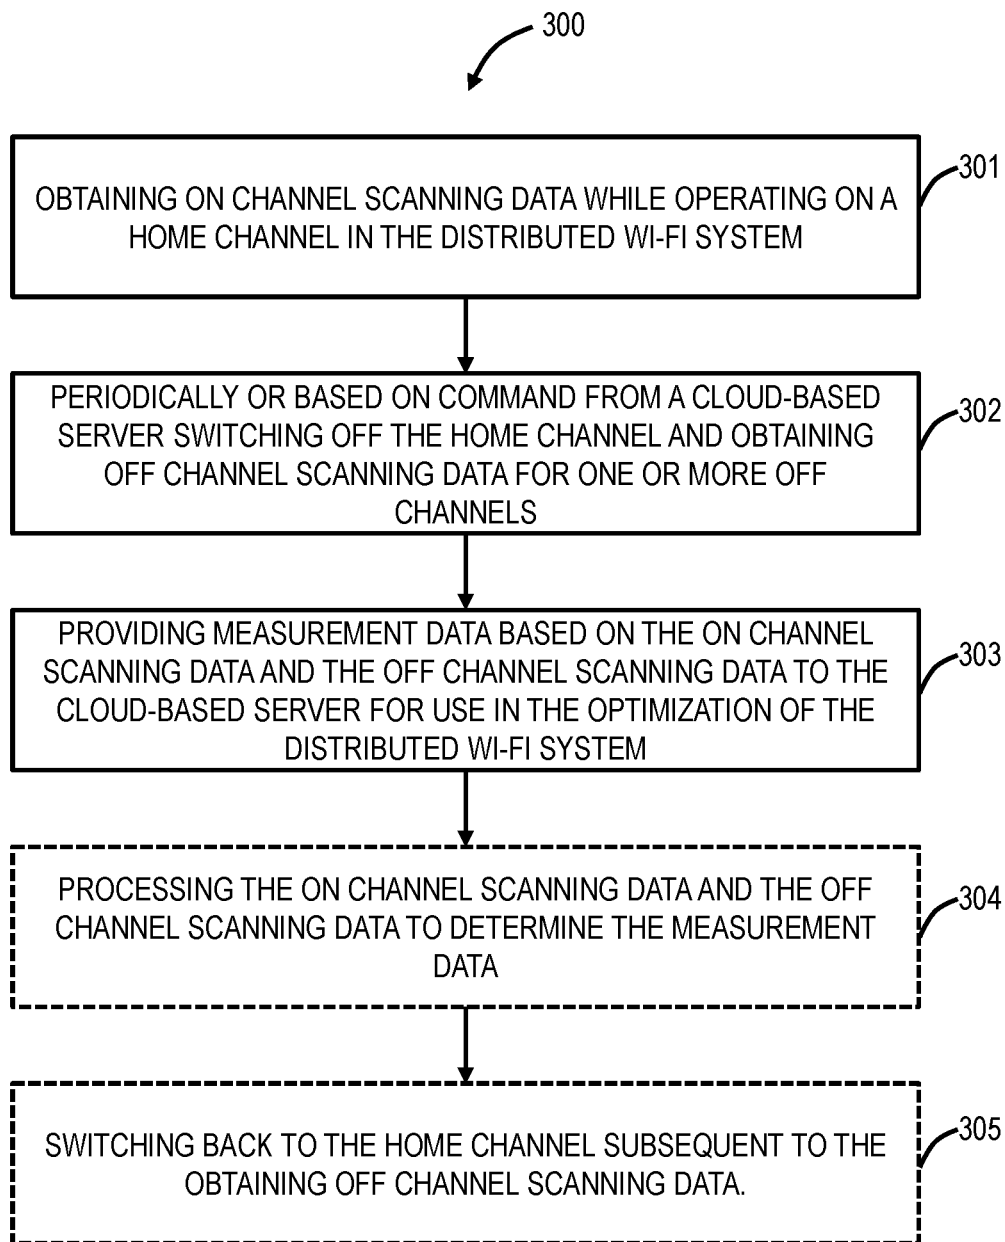 300
301
OBTAINING ON CHANNEL SCANNING DATA WHILE OPERATING ON A
HOME CHANNEL IN THE DISTRIBUTED WI-FI SYSTEM
302
PERIODICALLY OR BASED ON COMMAND FROM A CLOUD-BASED
SERVER SWITCHING OFF THE HOME CHANNEL AND OBTAINING
OFF CHANNEL SCANNING DATA FOR ONE OR MORE OFF
CHANNELS
303
PROVIDING MEASUREMENT DATA BASED ON THE ON CHANNEL
SCANNING DATA AND THE OFF CHANNEL SCANNING DATA TO THE
CLOUD-BASED SERVER FOR USE IN THE OPTIMIZATION OF THE
DISTRIBUTED WI-FI SYSTEM
304
PROCESSING THE ON CHANNEL SCANNING DATA AND THE OFF
CHANNEL SCANNING DATA TO DETERMINE THE MEASUREMENT
DATA
305
SWITCHING BACK TO THE HOME CHANNEL SUBSEQUENT TO THE
OBTAINING OFF CHANNEL SCANNING DATA.